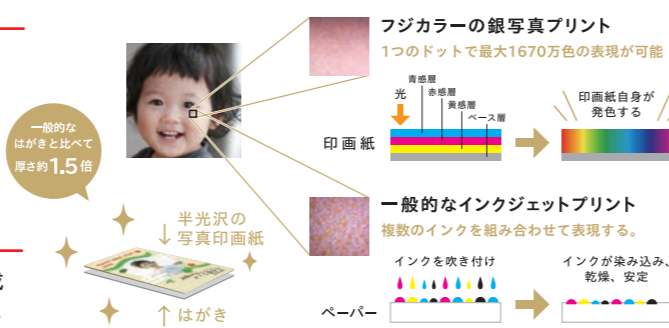 フジカラーの銀写真プリント
1つのドットで最大1670万色の表現が可能
青感層
光
赤感層
黄感層
ベース層
印画紙
印画紙自身が
発色する
一般的な
はがきと比べて
厚さ約1.5倍
一般的なインクジェットプリント
複数のインクを組み合わせて表現する。
半光沢の
写真印画紙
はがき
インクを吹き付け
インクが染み込み、
乾燥、安定
ペーパー